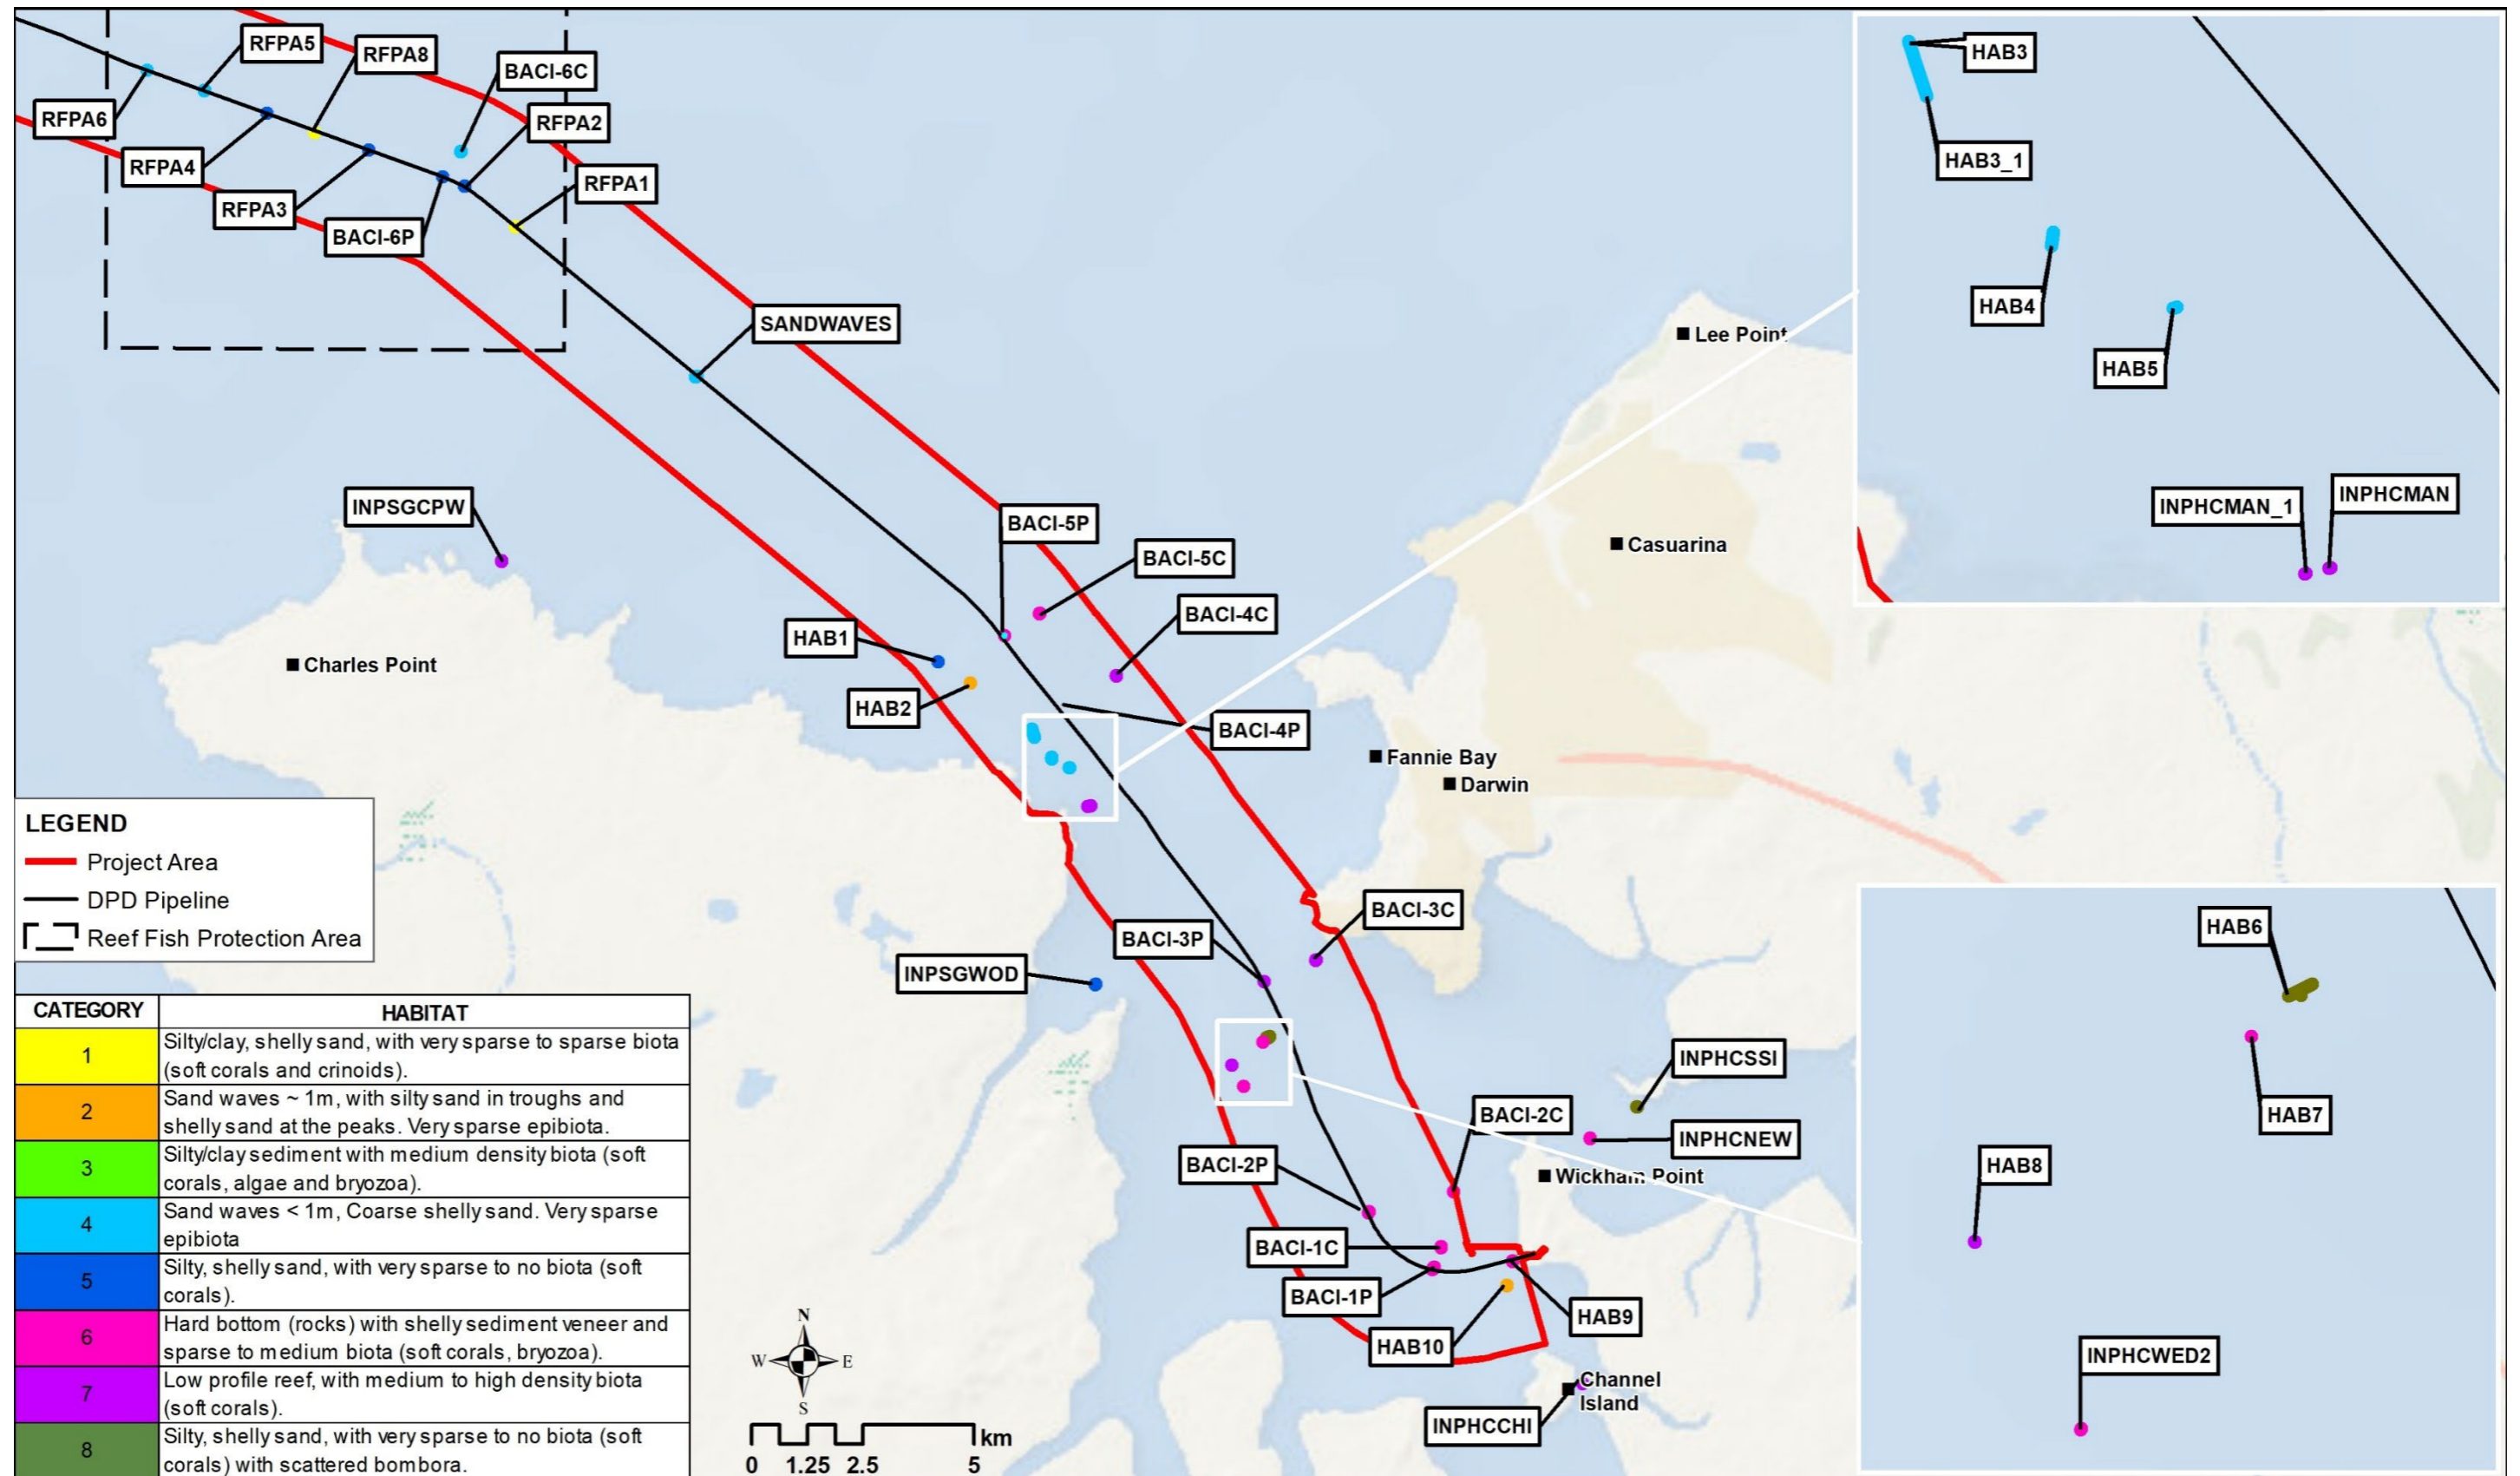 RFPA5
RFPA8
BACI-6C
RFPA6
RFPA2
RFPA4
RFPA1
RFPA3
BACI-6P
SANDWAVES
INPSGCPW
BACI-5P
BACI-5C
BACI-4C
HAB1
HAB2
BACI-4P
Lee Point
Casuarina
Charles Point
Fannie Bay
Darwin
BACI-3C
BACI-3P
INPSGWOD
INPHCSSI
BACI-2C
INPHCNEW
BACI-2P
Wickham Point
BACI-1C
BACI-1P
HAB9
HAB10
Channel
Island
INPHCCHI
HAB3
HAB3_1
HAB4
HAB5
INPHCMAN_1
INPHCMAN
HAB6
HAB7
HAB8
INPHCWED2
LEGEND
Project Area
DPD Pipeline
Reef Fish Protection Area
CATEGORY HABITAT
1 Silty/clay, shelly sand, with very sparse to sparse biota
(soft corals and crinoids).
2 Sand waves ~ 1m, with silty sand in troughs and
shelly sand at the peaks. Very sparse epibiota.
3 Silty/clay sediment with medium density biota (soft
corals, algae and bryozoa).
4 Sand waves < 1m, Coarse shelly sand. Very sparse
epibiota
5 Silty, shelly sand, with very sparse to no biota (soft
corals).
6 Hard bottom (rocks) with shelly sediment veneer and
sparse to medium biota (soft corals, bryozoa).
7 Low profile reef, with medium to high density biota
(soft corals).
8 Silty, shelly sand, with very sparse to no biota (soft
corals) with scattered bombora.
N
W E
S
km
0 1.25 2.5 5